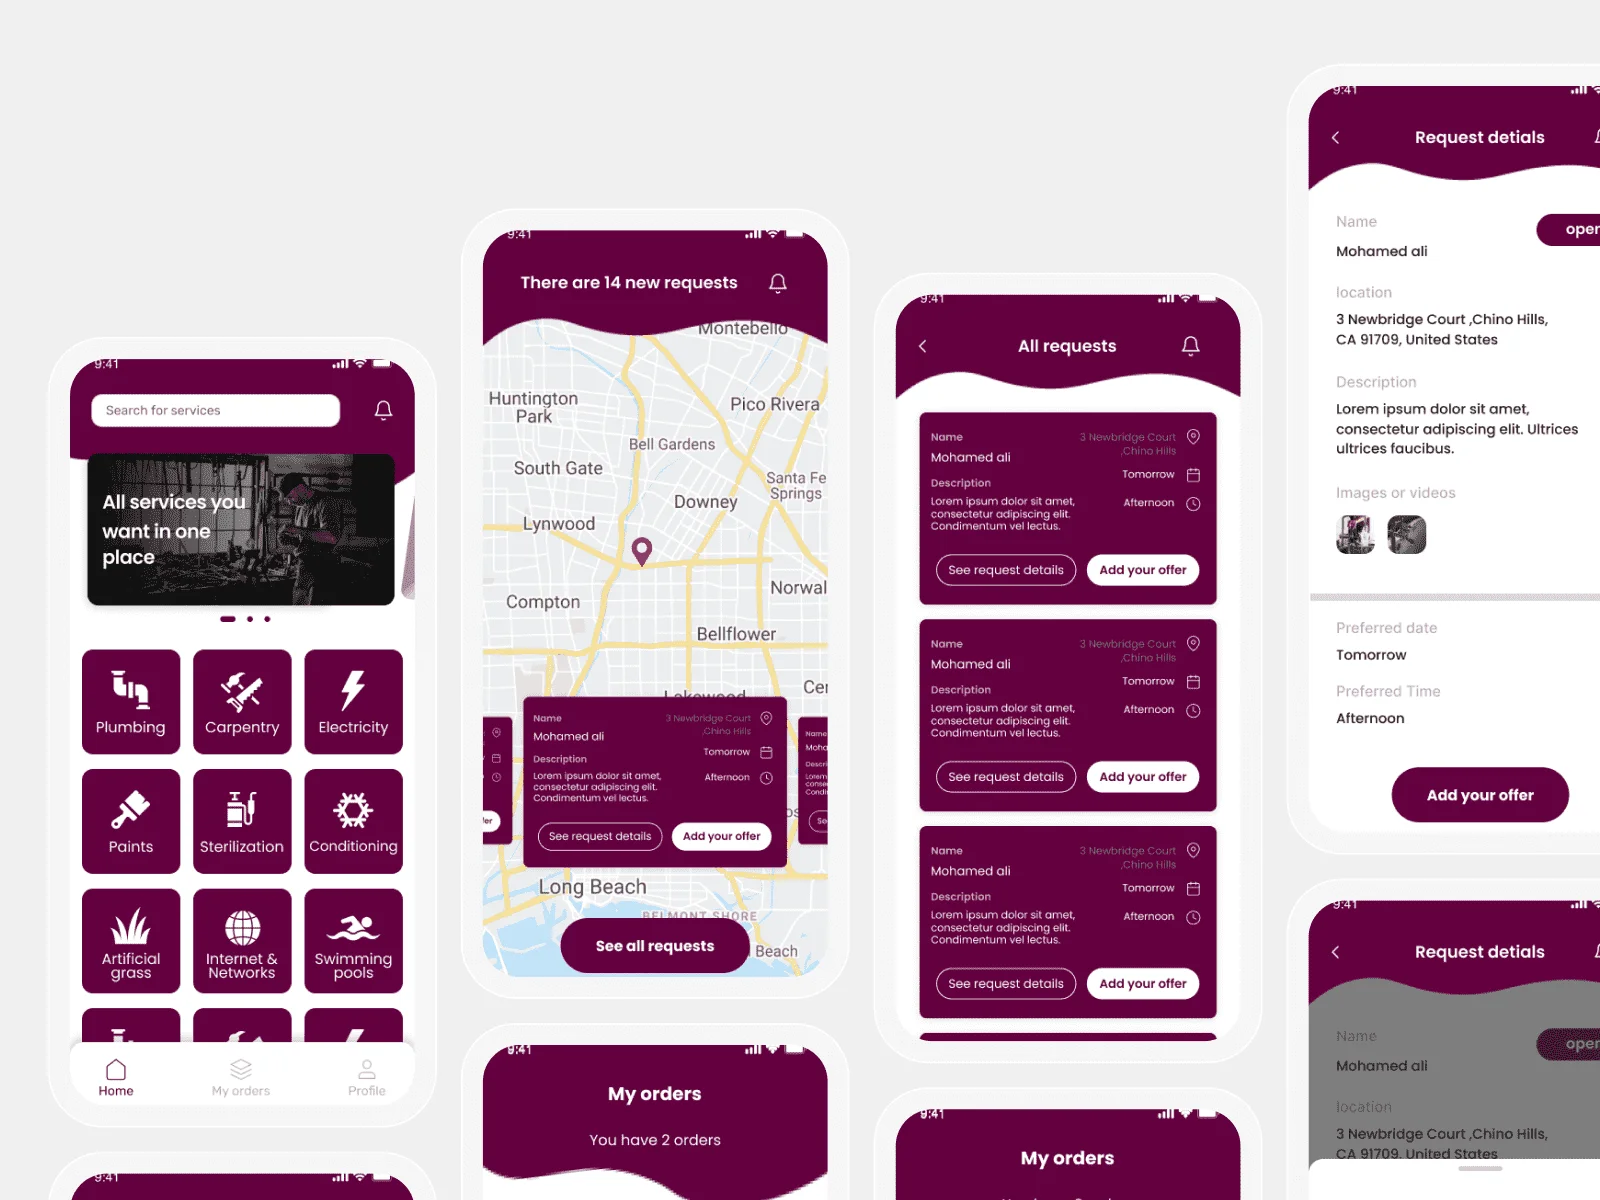 9:41
Search for services
All services you
want in one
place
Plumbing
Carpentry
Electricity
Paints
Sterilization
Conditioning
Artificial
grass
Internet &
Networks
Swimming
pools
Home
My orders
Profile
9:41
9:41
There are 14 new requests
Montebello
Huntington
Park
Pico Rivera
Bell Gardens
South Gate
Santa Fe
Springs
Downey
Lynwood
Norwal
Compton
Bellflower
Lakewood
Cer
Name
Mohamed ali
3 Newbridge Court
,Chino Hills
Description
Tomorrow
Lorem ipsum dolor sit amet,
consectetur adipiscing elit.
Condimentum vel lectus.
Afternoon
See request details
Add your offer
Name
Moha
Descri
Lorem
conse
Condi
Se
fer
Long Beach
BELMONT SHORE
See all requests
Beach
9:41
My orders
You have 2 orders
9:41
All requests
Name
Mohamed ali
3 Newbridge Court
,Chino Hills
Description
Tomorrow
Lorem ipsum dolor sit amet,
consectetur adipiscing elit.
Condimentum vel lectus.
Afternoon
See request details
Add your offer
Name
Mohamed ali
3 Newbridge Court
,Chino Hills
Description
Tomorrow
Lorem ipsum dolor sit amet,
consectetur adipiscing elit.
Condimentum vel lectus.
Afternoon
See request details
Add your offer
Name
Mohamed ali
3 Newbridge Court
,Chino Hills
Description
Tomorrow
Lorem ipsum dolor sit amet,
consectetur adipiscing elit.
Condimentum vel lectus.
Afternoon
See request details
Add your offer
9:41
My orders
9:41
Request detials
Name
Mohamed ali
open
location
3 Newbridge Court ,Chino Hills,
CA 91709, United States
Description
Lorem ipsum dolor sit amet,
consectetur adipiscing elit. Ultrices
ultrices faucibus.
Images or videos
Preferred date
Tomorrow
Preferred Time
Afternoon
Add your offer
9:41
Request detials
Name
Mohamed ali
open
location
3 Newbridge Court ,Chino Hills,
CA 91709, United States